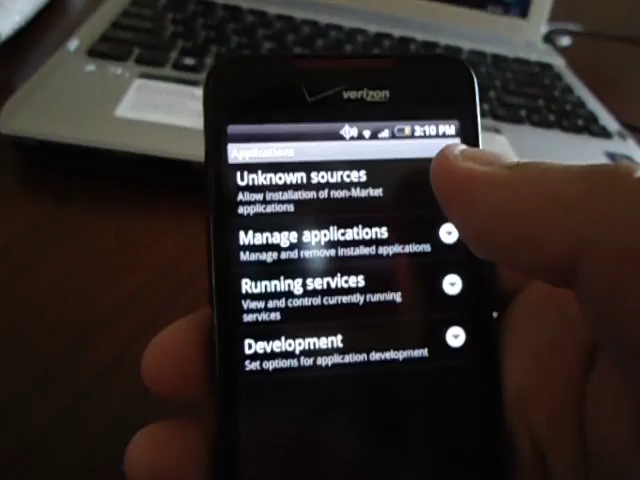 verizon
3:10 PM
Applications
Unknown sources
Allow installation of non-Market
applications
Manage applications
Manage and remove installed applications
Running services
View and control currently running
services
Development
Set options for application development